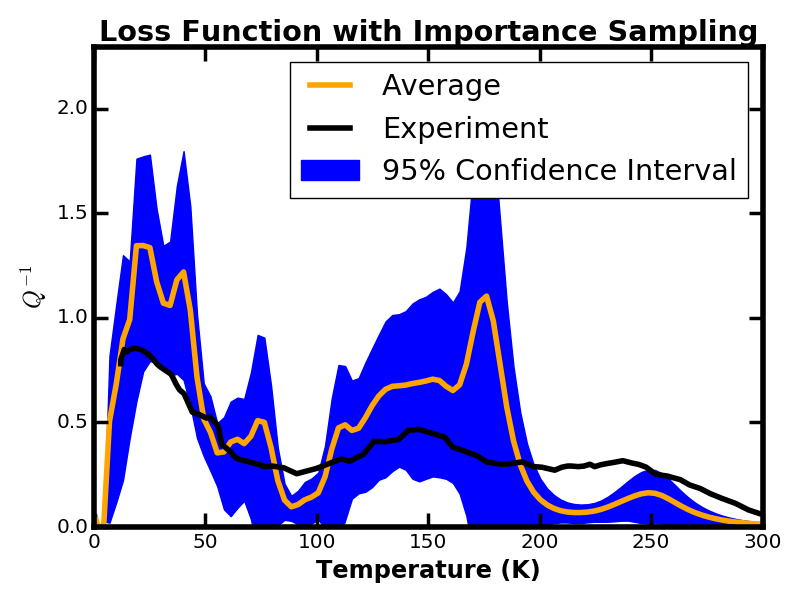 Loss Function with Importance Sampling
Average
Experiment
95% Confidence Interval
2.0
1.5
1.0
0.5
0.0
Q⁻¹
0 50 100 150 200 250 300
Temperature (K)